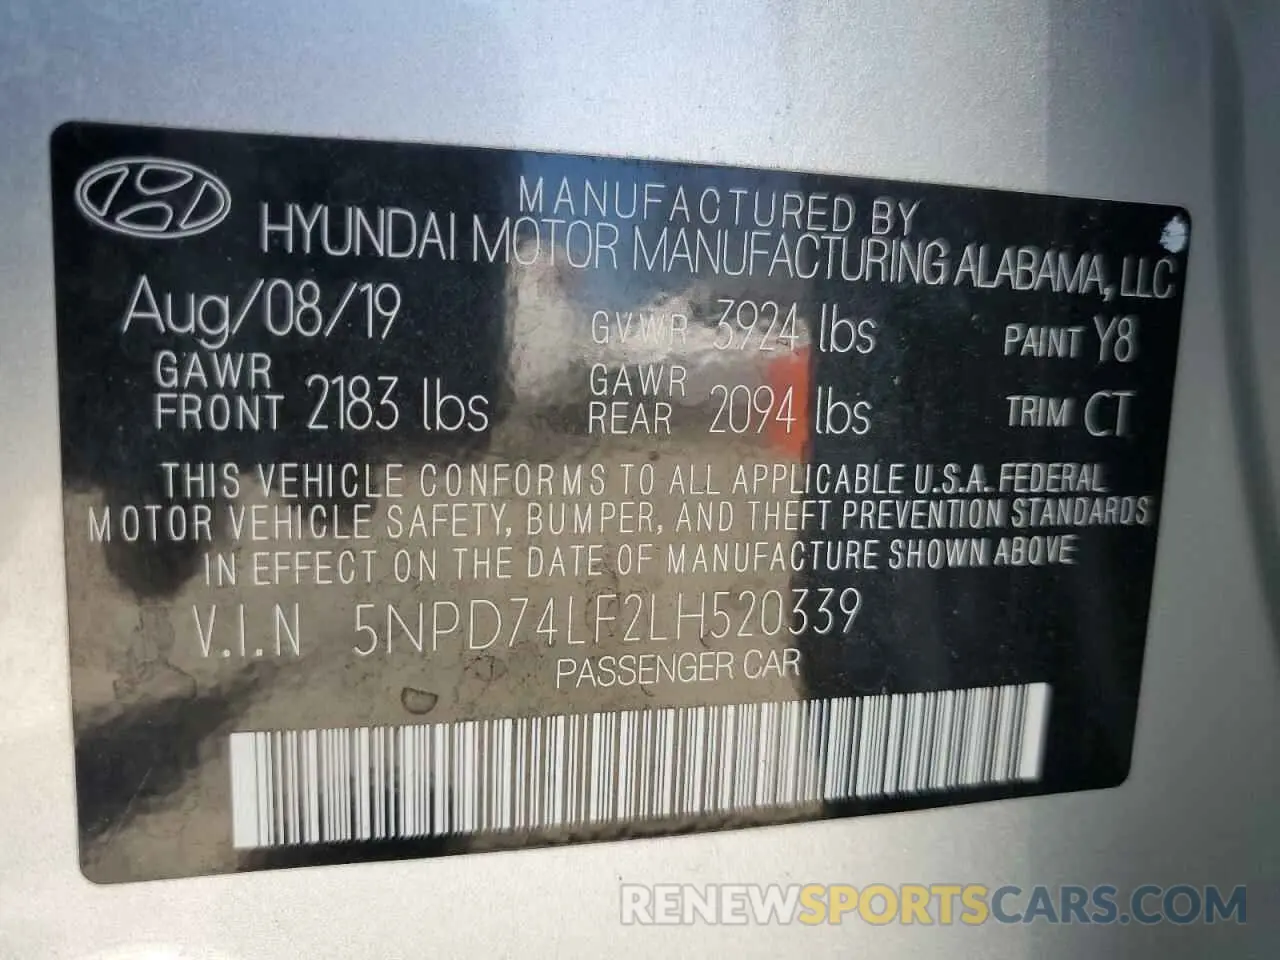 MANUFACTURED BY
HYUNDAI MOTOR MANUFACTURING ALABAMA, LLC
Aug/08/19 GVWR 3924 lbs PAINT Y8
GAWR FRONT 2183 lbs GAWR REAR 2094 lbs TRIM CT
THIS VEHICLE CONFORMS TO ALL APPLICABLE U.S.A. FEDERAL
MOTOR VEHICLE SAFETY, BUMPER, AND THEFT PREVENTION STANDARDS
IN EFFECT ON THE DATE OF MANUFACTURE SHOWN ABOVE
V.I.N 5NPD74LF2LH520339
PASSENGER CAR
RENEWSPORTSCARS.COM